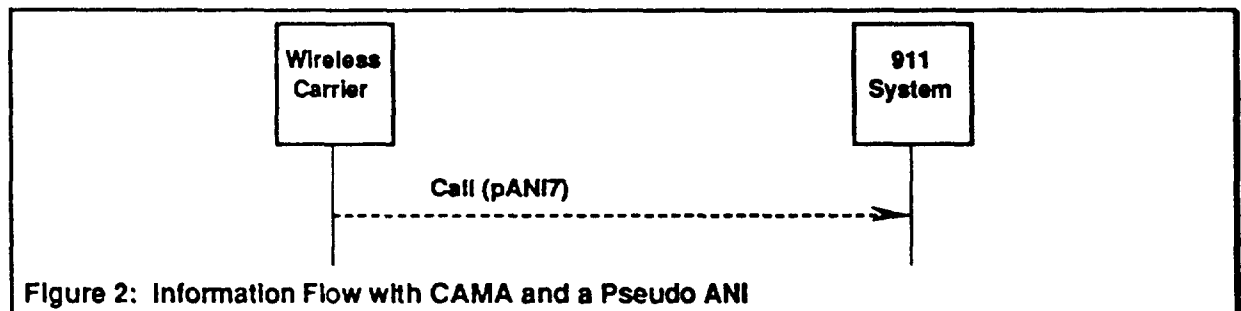 Wireless
Carrier
911
System
Call (pANI7)
Figure 2: Information Flow with CAMA and a Pseudo ANI